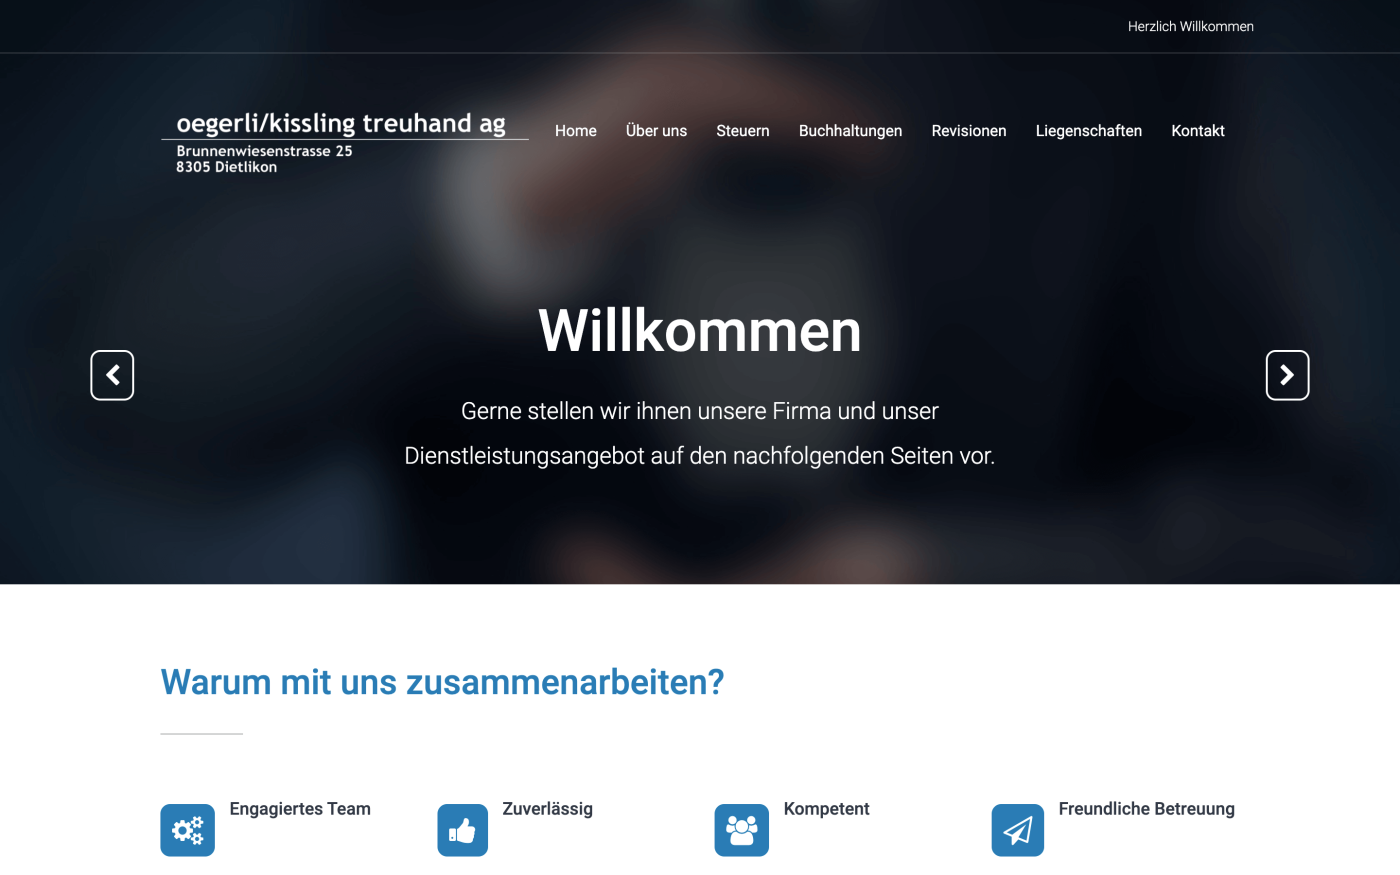 Herzlich Willkommen
oegerli/kissling treuhand ag
Brunnenwiesenstrasse 25
8305 Dietlikon
Home Über uns Steuern Buchhaltungen Revisionen Liegenschaften Kontakt
Willkommen
Gerne stellen wir ihnen unsere Firma und unser
Dienstleistungsangebot auf den nachfolgenden Seiten vor.
Warum mit uns zusammenarbeiten?
Engagiertes Team
Zuverlässig
Kompetent
Freundliche Betreuung